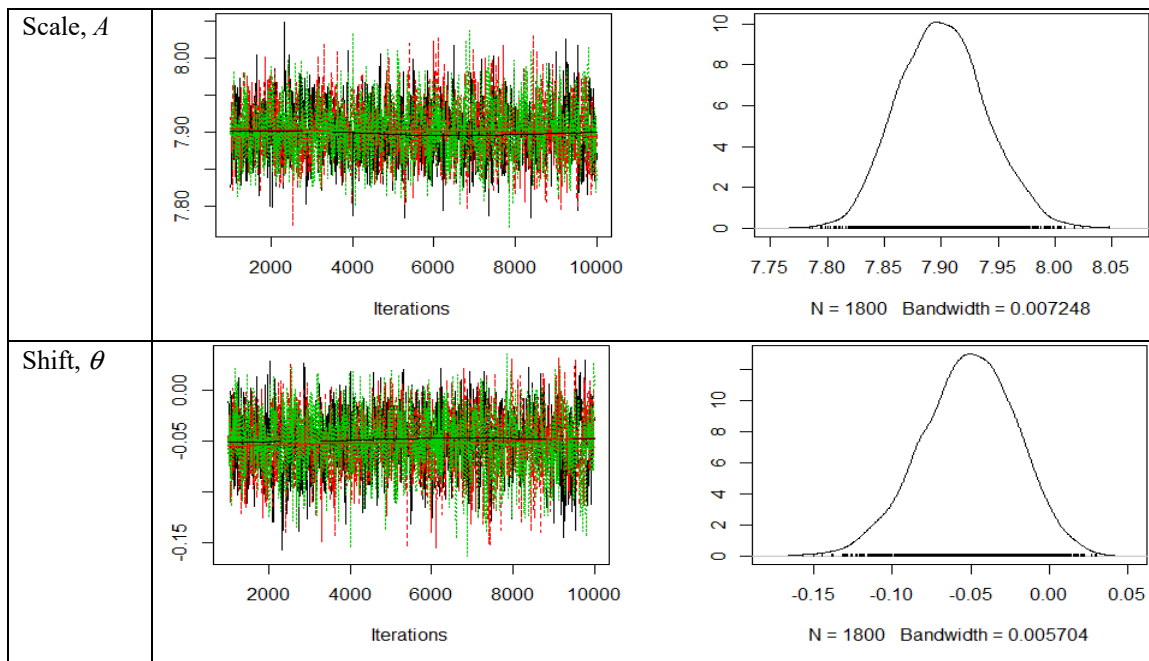 Scale, A
8.00
7.90
7.80
2000 4000 6000 8000 10000
Iterations
10
8
6
4
2
0
7.75 7.80 7.85 7.90 7.95 8.00 8.05
N = 1800 Bandwidth = 0.007248
Shift, θ
0.00
-0.05
-0.15
2000 4000 6000 8000 10000
Iterations
10
8
6
4
2
0
-0.15 -0.10 -0.05 0.00 0.05
N = 1800 Bandwidth = 0.005704